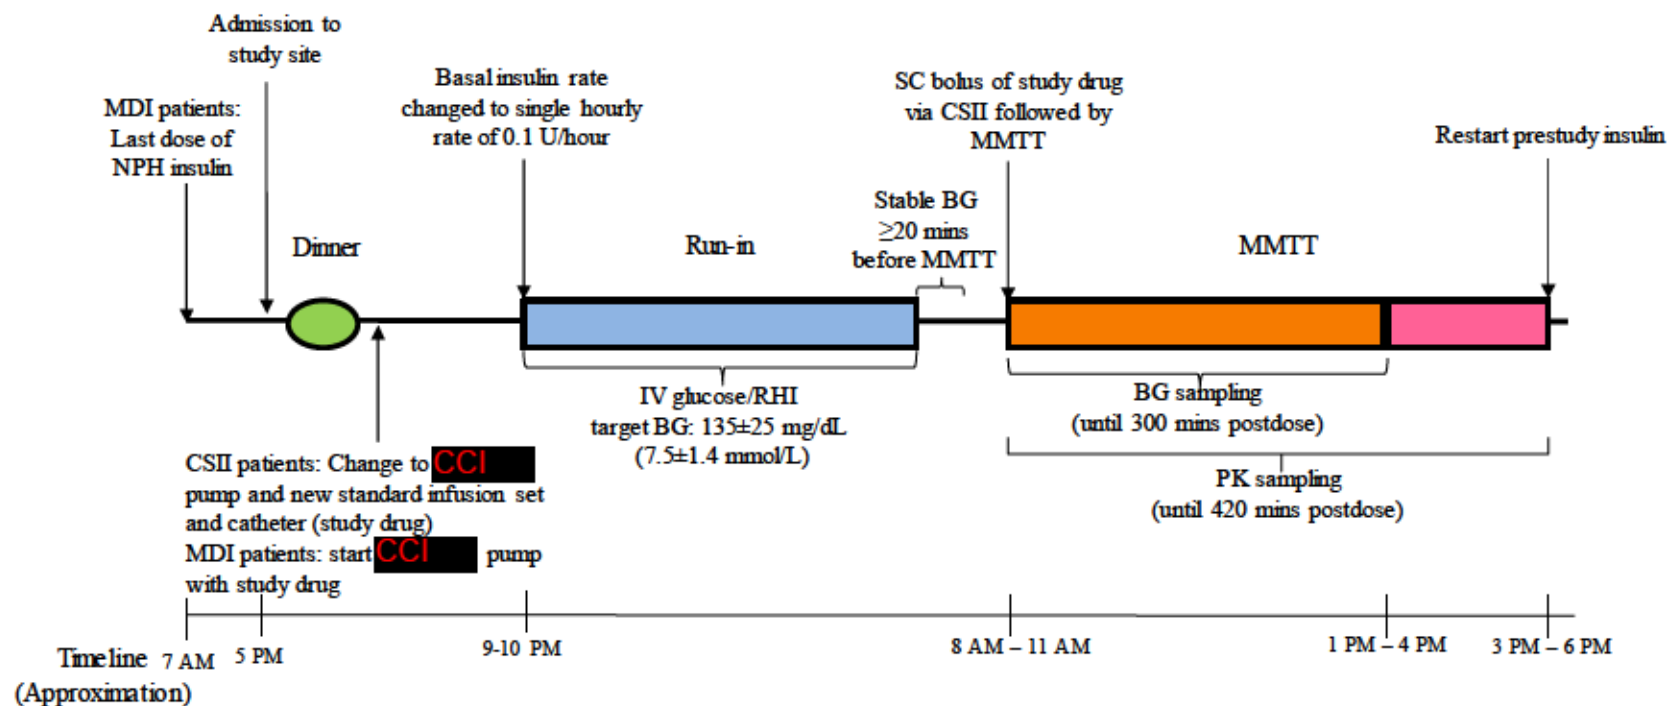 Admission to
study site
MDI patients:
Last dose of
NPH insulin
Basal insulin rate
changed to single hourly
rate of 0.1 U/hour
SC bolus of study drug
via CSII followed by
MMTT
Restart prestudy insulin
Stable BG
≥20 mins
before MMTT
Dinner
Run-in
MMTT
IV glucose/RHI
target BG: 135±25 mg/dL
(7.5±1.4 mmol/L)
BG sampling
(until 300 mins postdose)
PK sampling
(until 420 mins postdose)
CSII patients: Change to CCI
pump and new standard infusion set
and catheter (study drug)
MDI patients: start CCI pump
with study drug
Timeline
(Approximation)
7 AM
5 PM
9-10 PM
8 AM – 11 AM
1 PM – 4 PM
3 PM – 6 PM